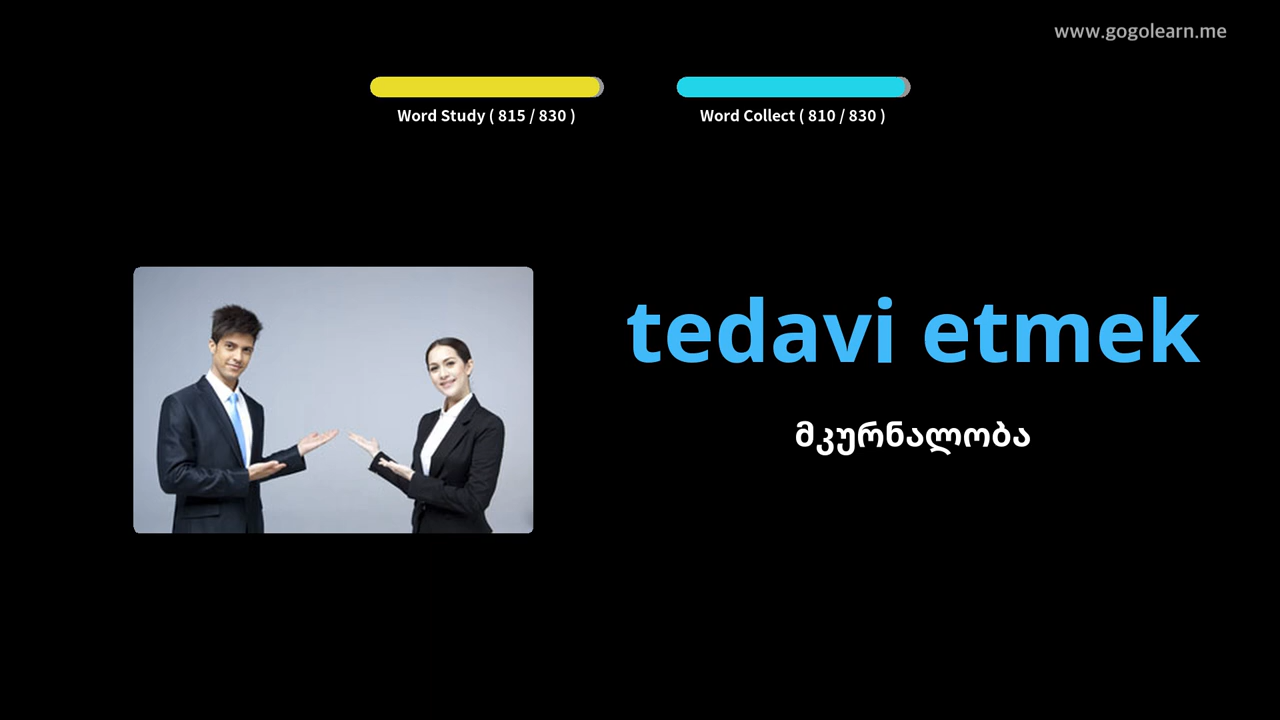 www.gogolearn.me
Word Study ( 815 / 830 )
Word Collect ( 810 / 830 )
tedavi etmek
მკურნალობა